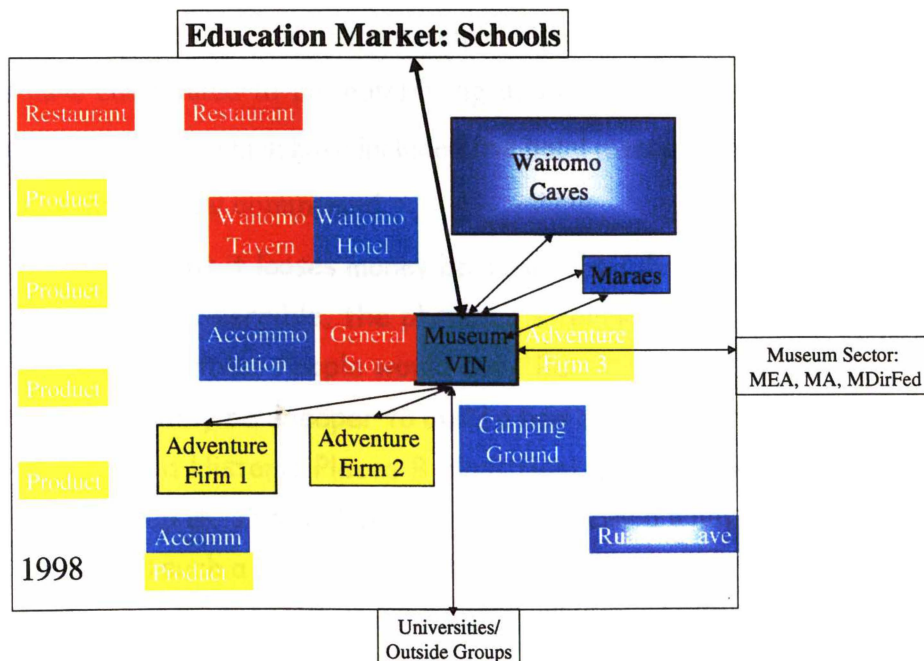 Education Market: Schools
Restaurant
Restaurant
Waitomo
Caves
Product
Waitomo
Tavern
Waitomo
Hotel
Maraes
Product
Accommo
dation
General
Store
Museum
VIN
Adventure
Firm 3
Museum Sector:
MEA, MA, MDirFed
Product
Adventure
Firm 1
Adventure
Firm 2
Camping
Ground
Product
Accomm
Product
1998
Universities/
Outside Groups